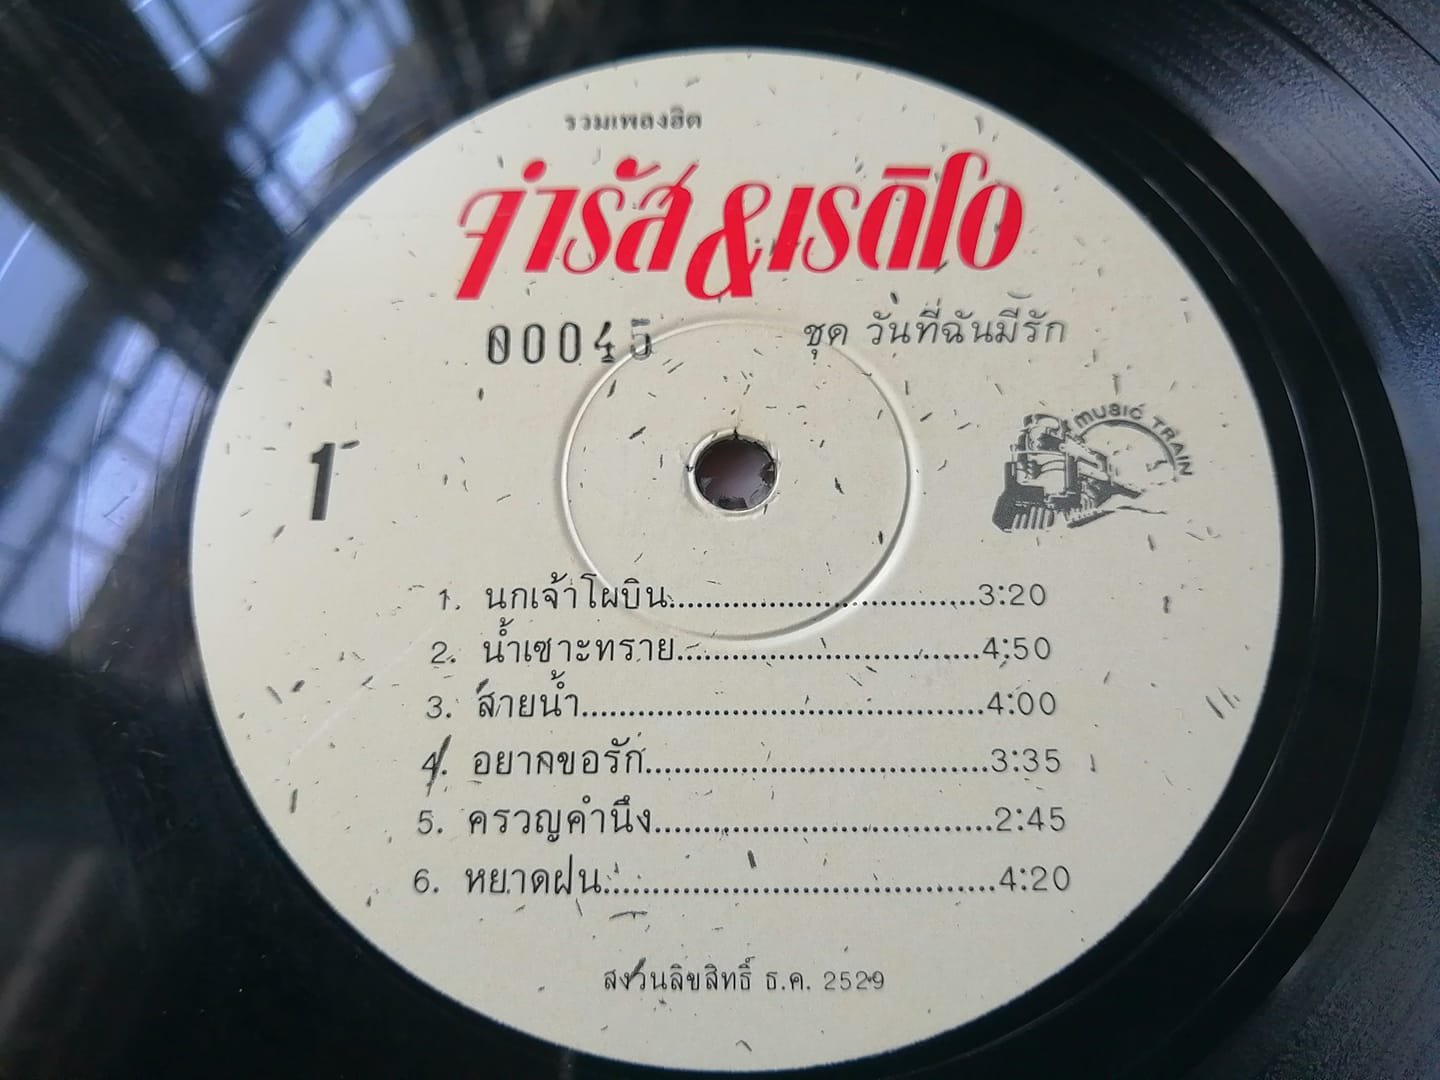 รวมเพลงฮิต
จำรัส & เรดิโอ
00045
ชุด วันที่ฉันมีรัก
MUSIC TRAIN
1
1. นกเจ้าโผบิน....................................3:20
2. น้ำเซาะทราย....................................4:50
3. สายน้ำ....................................4:00
4. อยากขอรัก....................................3:35
5. ครวญคำนึง....................................2:45
6. หยาดฝน....................................4:20
สงวนลิขสิทธิ์ ธ.ค. 2529